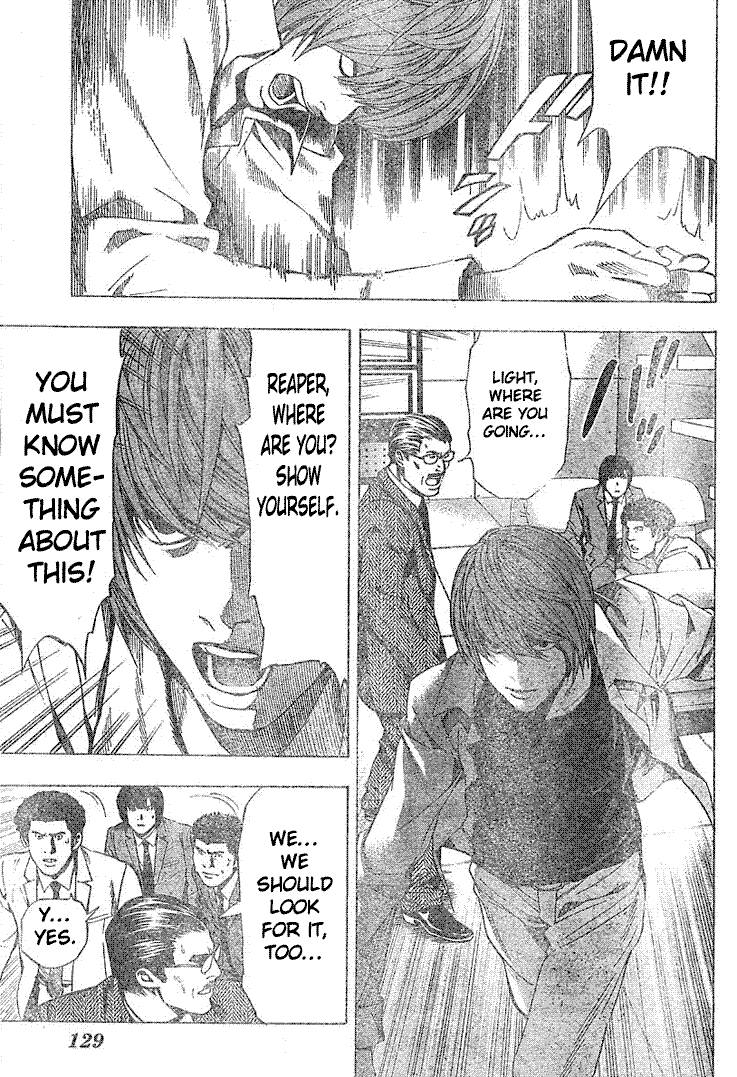 DAMN
IT!!
LIGHT,
WHERE
ARE YOU
GOING...
REAPER,
WHERE
ARE YOU?
SHOW
YOURSELF.
YOU
MUST
KNOW
SOME-
THING
ABOUT
THIS!
WE...
WE
SHOULD
LOOK
FOR IT,
TOO...
Y...
YES.
129